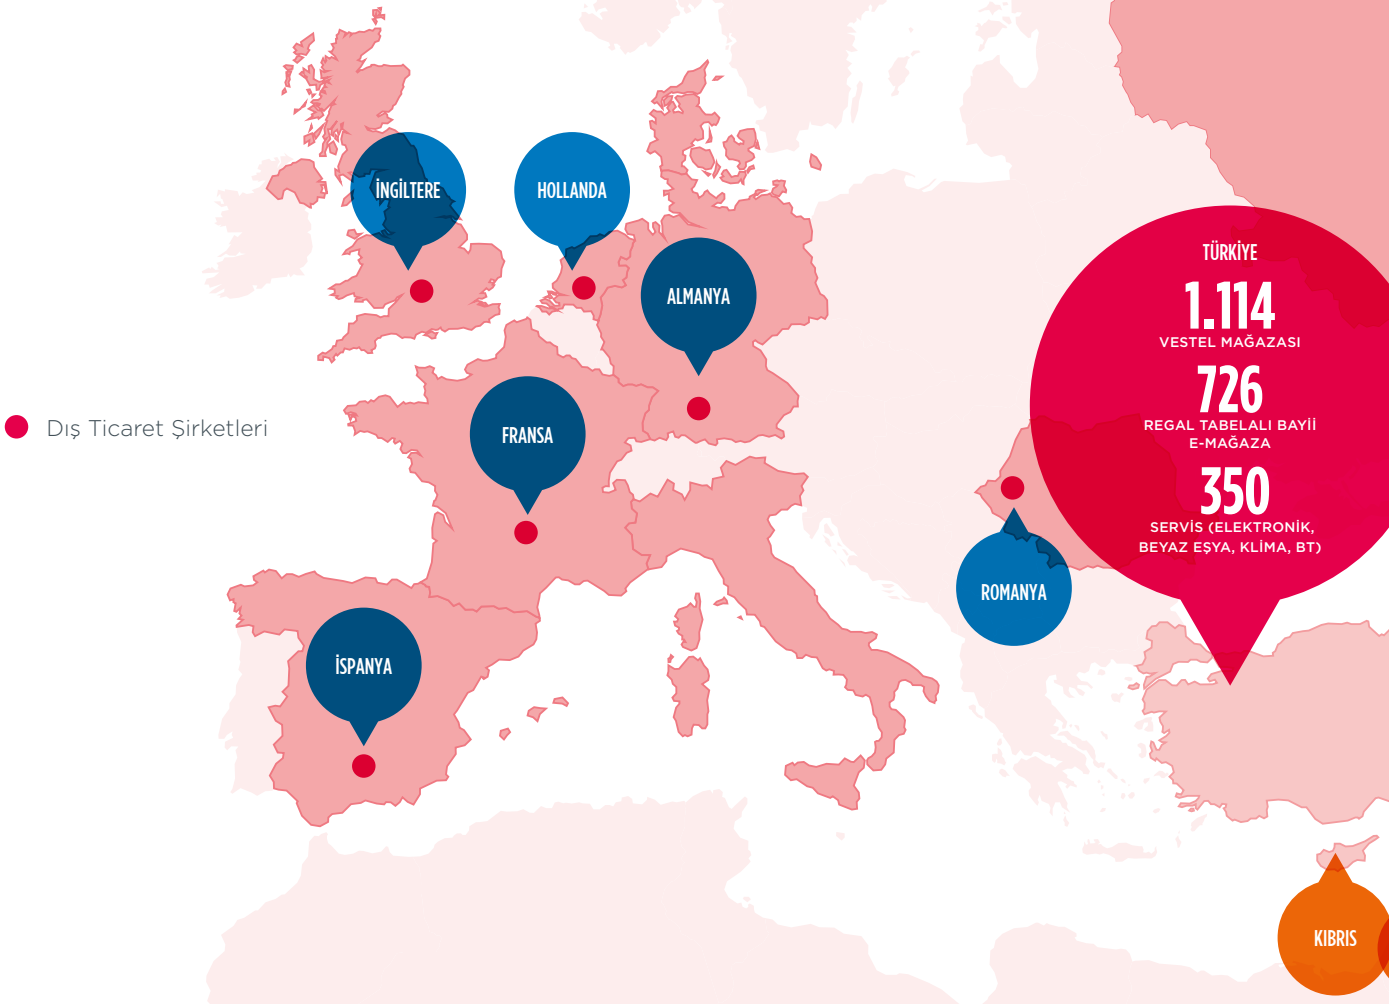 İNGİLTERE
HOLLANDA
ALMANYA
FRANSA
Dış Ticaret Şirketleri
İSPANYA
ROMANYA
TÜRKİYE
1.114
VESTEL MAĞAZASI
726
REGAL TABELALI BAYİİ
E-MAĞAZA
350
SERVİS (ELEKTRONİK,
BEYAZ EŞYA, KLİMA, BT)
KIBRIS